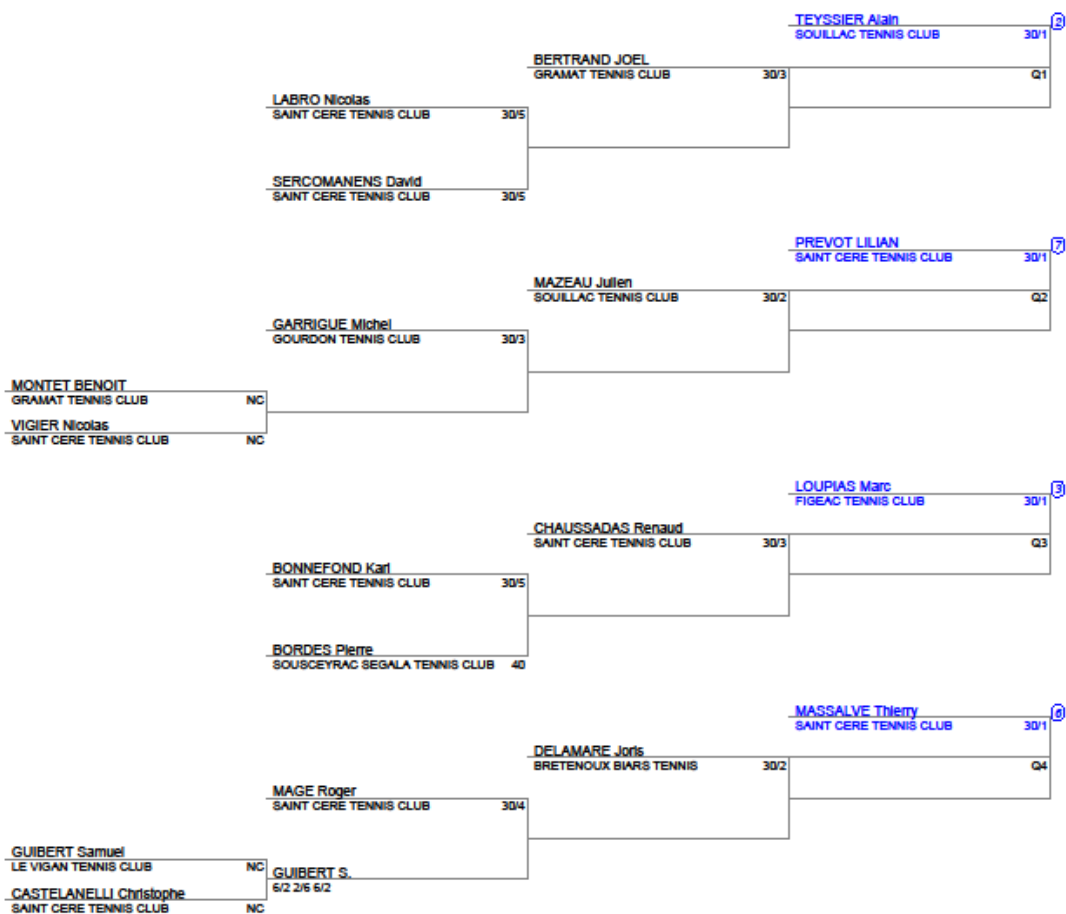 TEYSSIER Alain 2
SOUILLAC TENNIS CLUB 30/1
BERTRAND JOEL
GRAMAT TENNIS CLUB 30/3 Q1
LABRO Nicolas
SAINT CERE TENNIS CLUB 30/5
SERCOMANENS David
SAINT CERE TENNIS CLUB 30/5
PREVOT LILIAN 7
SAINT CERE TENNIS CLUB 30/1
MAZEAU Julien
SOUILLAC TENNIS CLUB 30/2 Q2
GARRIGUE Michel
GOURDON TENNIS CLUB 30/3
MONTET BENOIT
GRAMAT TENNIS CLUB NC
VIGIER Nicolas
SAINT CERE TENNIS CLUB NC
LOUPIAS Marc 3
FIGEAC TENNIS CLUB 30/1
CHAUSSADAS Renaud
SAINT CERE TENNIS CLUB 30/3 Q3
BONNEFOND Karl
SAINT CERE TENNIS CLUB 30/5
BORDES Pierre
SOUSCEYRAC SEGALA TENNIS CLUB 40
MASSALVE Thierry 6
SAINT CERE TENNIS CLUB 30/1
DELAMARE Joris
BRETENOUX BIARS TENNIS 30/2 Q4
MAGE Roger
SAINT CERE TENNIS CLUB 30/4
GUIBERT Samuel
LE VIGAN TENNIS CLUB NC
GUIBERT S.
6/2 2/6 6/2
CASTELANELLI Christophe
SAINT CERE TENNIS CLUB NC